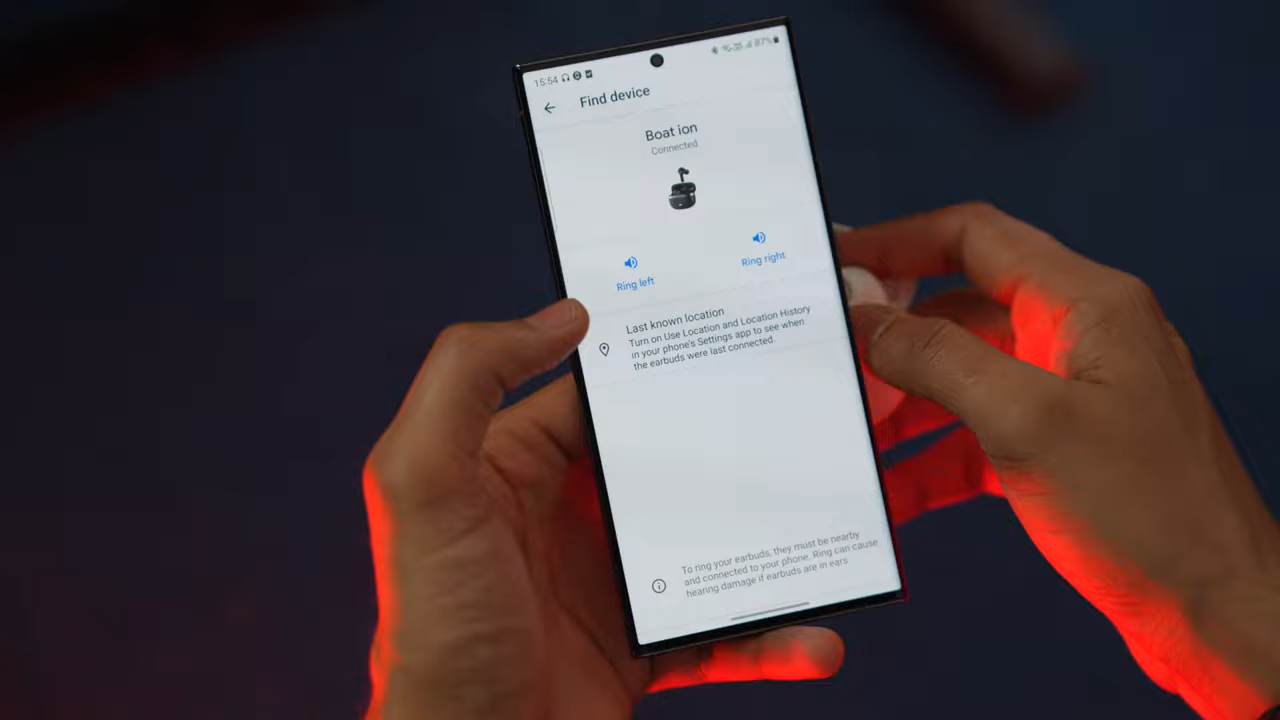 15:54
87%
Find device
Boat ion
Connected
Ring left
Ring right
Last known location
Turn on Use Location and Location History
in your phone's Settings app to see when
the earbuds were last connected.
To ring your earbuds, they must be nearby
and connected to your phone. Ring can cause
hearing damage if earbuds are in ears